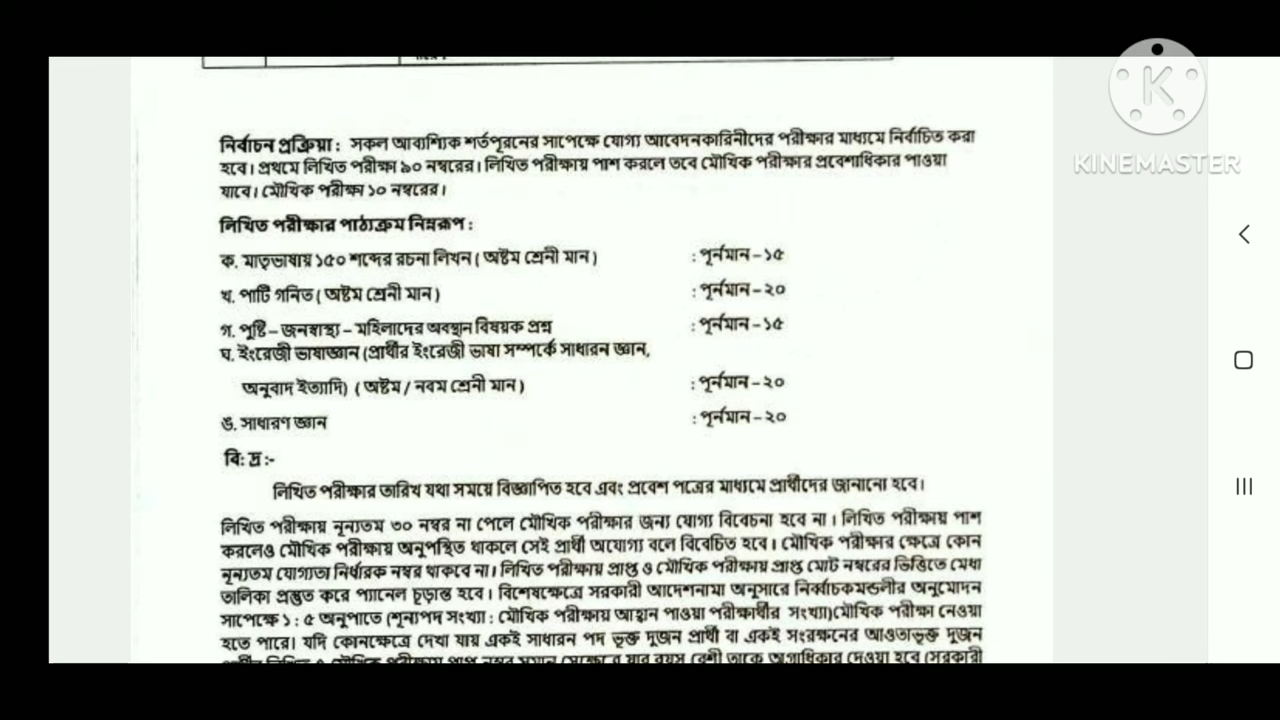 নির্বাচন প্রক্রিয়া : সকল আবশ্যিক শর্তপূরনের সাপেক্ষে যোগ্য আবেদনকারিনীদের পরীক্ষার মাধ্যমে নির্বাচিত করা
হবে। প্রথমে লিখিত পরীক্ষা ৯০ নম্বরের। লিখিত পরীক্ষায় পাশ করলে তবে মৌখিক পরীক্ষার প্রবেশাধিকার পাওয়া
যাবে। মৌখিক পরীক্ষা ১০ নম্বরের।
KINEMASTER
লিখিত পরীক্ষার পাঠ্যক্রম নিম্নরূপ :
ক. মাতৃভাষায় ১৫০ শব্দের রচনা লিখন ( অষ্টম শ্রেনী মান ) : পূর্নমান – ১৫
খ. পাটি গনিত ( অষ্টম শ্রেনী মান ) : পূর্নমান – ২০
গ. পুষ্টি – জনস্বাস্থ্য – মহিলাদের অবস্থান বিষয়ক প্রশ্ন : পূর্নমান – ১৫
ঘ. ইংরেজী ভাষাজ্ঞান (প্রার্থীর ইংরেজী ভাষা সম্পর্কে সাধারন জ্ঞান,
অনুবাদ ইত্যাদি) ( অষ্টম / নবম শ্রেনী মান ) : পূর্নমান – ২০
ঙ. সাধারণ জ্ঞান : পূর্নমান – ২০
বি: দ্র :-
লিখিত পরীক্ষার তারিখ যথা সময়ে বিজ্ঞাপিত হবে এবং প্রবেশ পত্রের মাধ্যমে প্রার্থীদের জানানো হবে।
লিখিত পরীক্ষায় নূন্যতম ৩০ নম্বর না পেলে মৌখিক পরীক্ষার জন্য যোগ্য বিবেচনা হবে না। লিখিত পরীক্ষায় পাশ
করলেও মৌখিক পরীক্ষায় অনুপস্থিত থাকলে সেই প্রার্থী অযোগ্য বলে বিবেচিত হবে। মৌখিক পরীক্ষার ক্ষেত্রে কোন
নূন্যতম যোগ্যতা নির্ধারক নম্বর থাকবে না। লিখিত পরীক্ষায় প্রাপ্ত ও মৌখিক পরীক্ষায় প্রাপ্ত মোট নম্বরের ভিত্তিতে মেধা
তালিকা প্রস্তুত করে প্যানেল চূড়ান্ত হবে। বিশেষক্ষেত্রে সরকারী আদেশনামা অনুসারে নির্ব্বাচকমন্ডলীর অনুমোদন
সাপেক্ষে ১ : ৫ অনুপাতে (শূন্যপদ সংখ্যা : মৌখিক পরীক্ষায় আহ্বান পাওয়া পরীক্ষার্থীর সংখ্যা)মৌখিক পরীক্ষা নেওয়া
হতে পারে। যদি কোনক্ষেত্রে দেখা যায় একই সাধারন পদ ভূক্ত দুজন প্রার্থী বা একই সংরক্ষনের আওতাভূক্ত দুজন